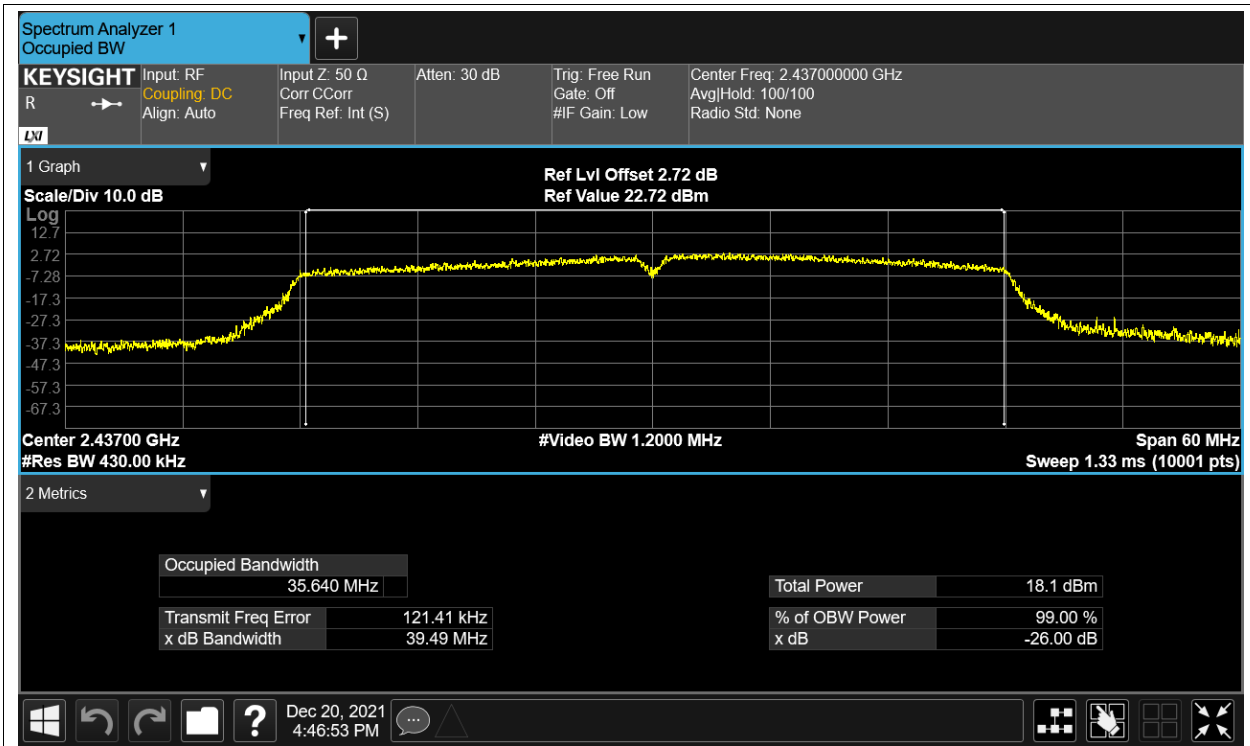 Spectrum Analyzer 1
Occupied BW
KEYSIGHT
R
LXI
Input: RF
Coupling: DC
Align: Auto
Input Z: 50 Ω
Corr CCorr
Freq Ref: Int (S)
Atten: 30 dB
Trig: Free Run
Gate: Off
#IF Gain: Low
Center Freq: 2.437000000 GHz
Avg|Hold: 100/100
Radio Std: None
1 Graph
Scale/Div 10.0 dB
Ref Lvl Offset 2.72 dB
Ref Value 22.72 dBm
Log
12.7
2.72
-7.28
-17.3
-27.3
-37.3
-47.3
-57.3
-67.3
Center 2.43700 GHz
#Video BW 1.2000 MHz
Span 60 MHz
#Res BW 430.00 kHz
Sweep 1.33 ms (10001 pts)
2 Metrics
Occupied Bandwidth
35.640 MHz
Transmit Freq Error 121.41 kHz
x dB Bandwidth 39.49 MHz
Total Power 18.1 dBm
% of OBW Power 99.00 %
x dB -26.00 dB
?
Dec 20, 2021
4:46:53 PM